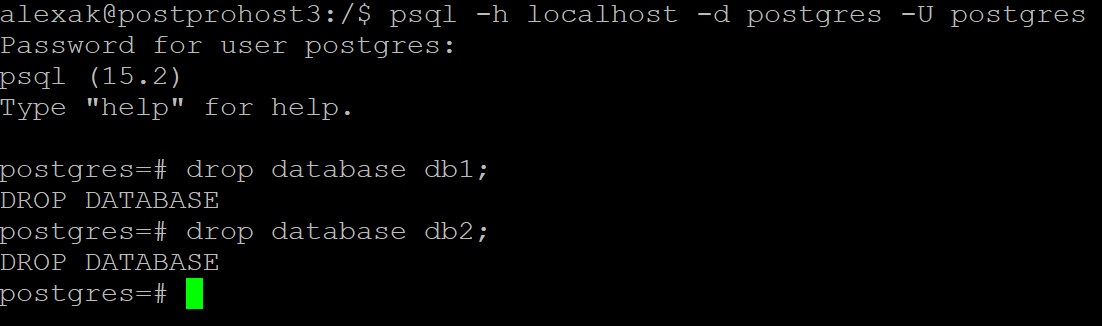 alexak@postprohost3:/$ psql -h localhost -d postgres -U postgres
Password for user postgres:
psql (15.2)
Type "help" for help.
postgres=# drop database db1;
DROP DATABASE
postgres=# drop database db2;
DROP DATABASE
postgres=#